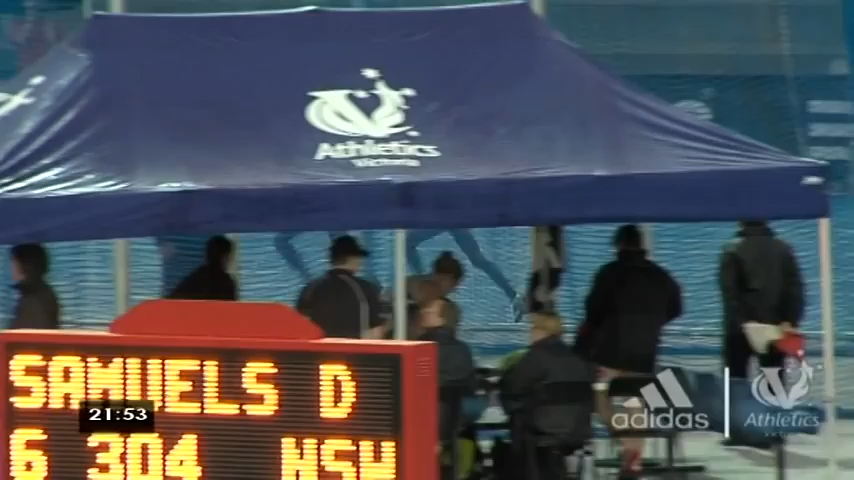 Athletics
Victoria
SAMUELS D
6 304 NSW
21:53
adidas
Athletics